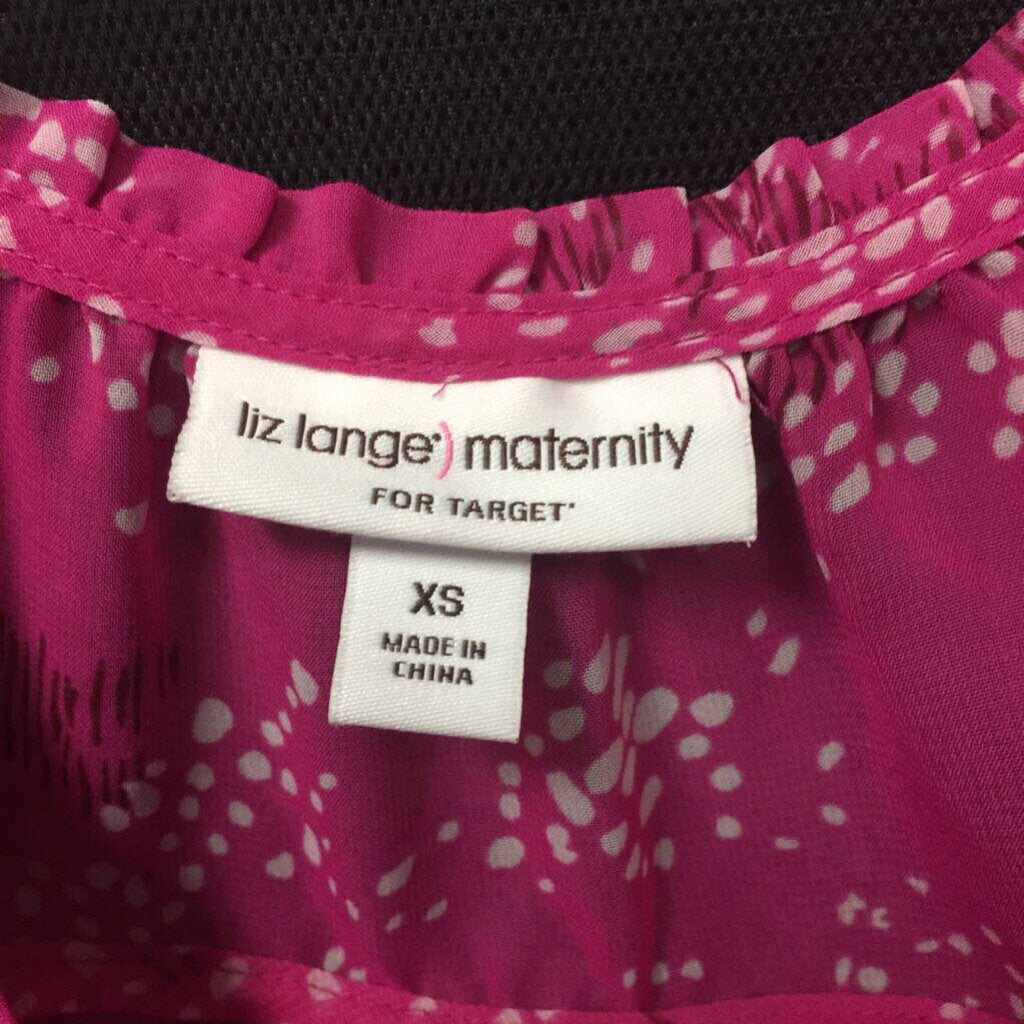 liz lange) maternity
FOR TARGET
XS
MADE IN
CHINA